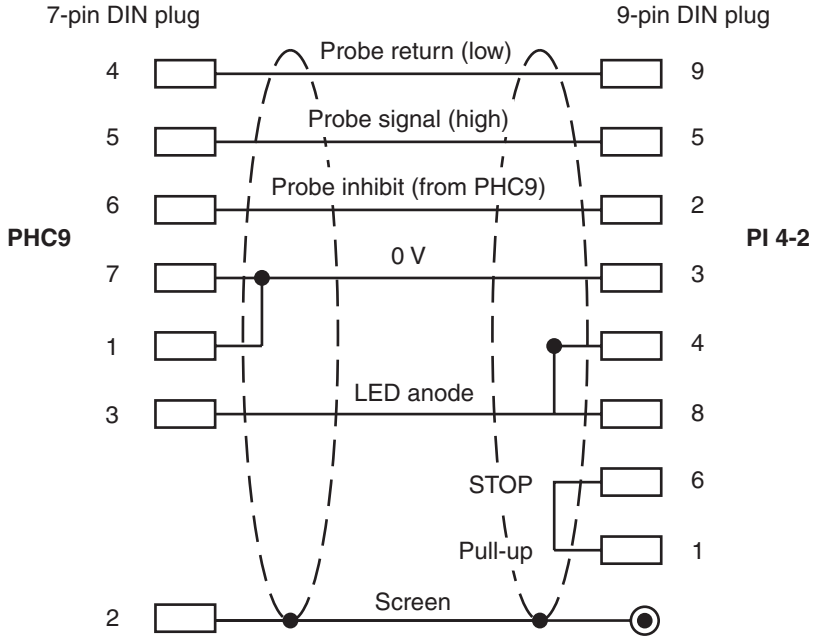 7-pin DIN plug 9-pin DIN plug
4 Probe return (low) 9
5 Probe signal (high) 5
6 Probe inhibit (from PHC9) 2
PHC9 PI 4-2
7 0 V 3
1 4
3 LED anode 8
STOP 6
Pull-up 1
2 Screen